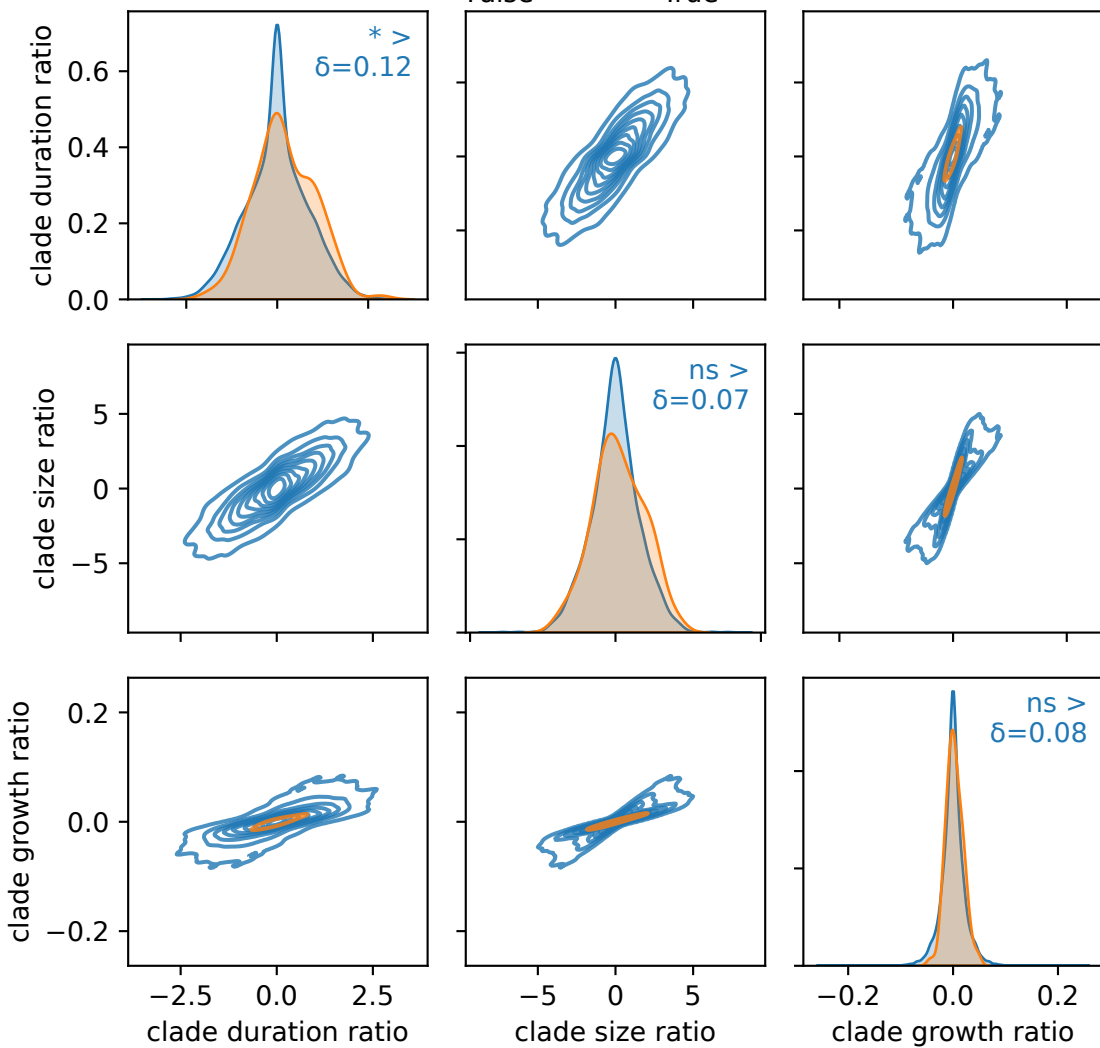 * >
δ=0.12
clade duration ratio
0.6
0.4
0.2
0.0
ns >
δ=0.07
clade size ratio
5
0
−5
ns >
δ=0.08
clade growth ratio
0.2
0.0
−0.2
−2.5 0.0 2.5 −5 0 5 −0.2 0.0 0.2
clade duration ratio clade size ratio clade growth ratio